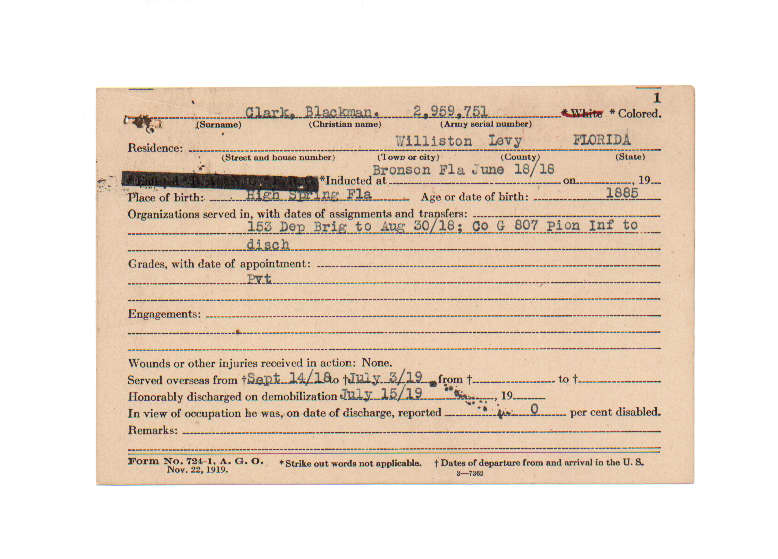 1
Clark, Blackman. 2,959,751 *White *Colored.
(Surname) (Christian name) (Army serial number)
Residence: Williston Levy FLORIDA
(Street and house number) (Town or city) (County) (State)
*Inducted at Bronson Fla June 18/18 on , 19
Place of birth: High Spring Fla Age or date of birth: 1885
Organizations served in, with dates of assignments and transfers:
153 Dep Brig to Aug 30/18; Co G 807 Pion Inf to
disch
Grades, with date of appointment:
Pvt
Engagements:
Wounds or other injuries received in action: None.
Served overseas from †Sept 14/18 to †July 3/19, from † to †
Honorably discharged on demobilization July 15/19 , 19
In view of occupation he was, on date of discharge, reported 0 per cent disabled.
Remarks:
Form No. 724-1, A. G. O. *Strike out words not applicable. † Dates of departure from and arrival in the U. S.
Nov. 22, 1919. 3—7363